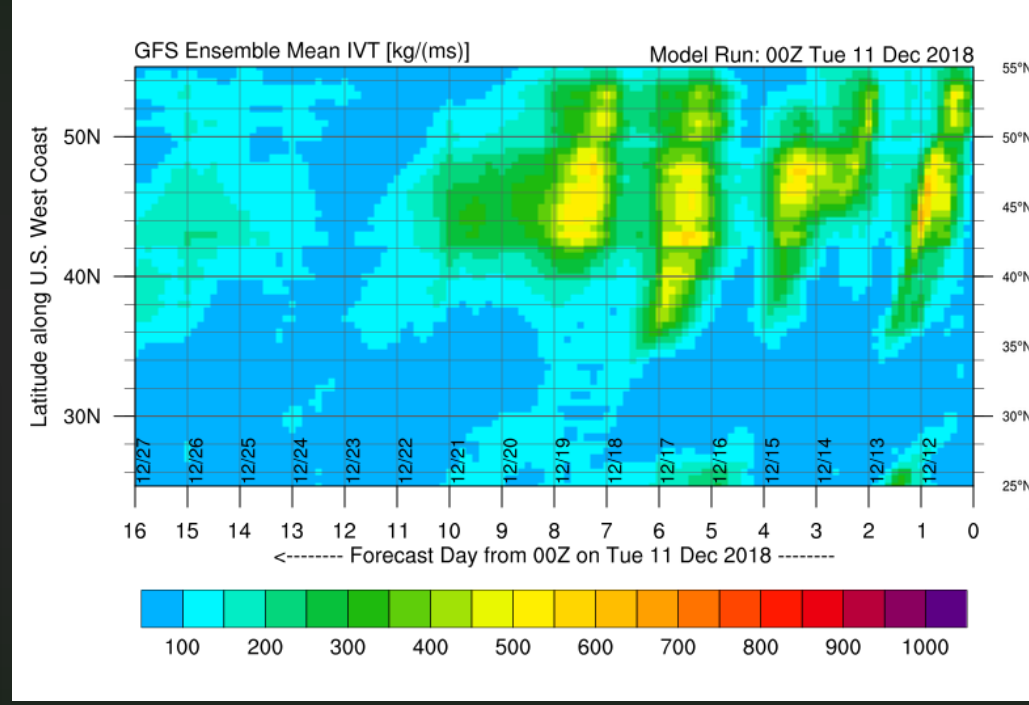 GFS Ensemble Mean IVT [kg/(ms)]
Model Run: 00Z Tue 11 Dec 2018
Latitude along U.S. West Coast
50N
40N
30N
55°N
50°N
45°N
40°N
35°N
30°N
25°N
12/27 12/26 12/25 12/24 12/23 12/22 12/21 12/20 12/19 12/18 12/17 12/16 12/15 12/14 12/13 12/12
16 15 14 13 12 11 10 9 8 7 6 5 4 3 2 1 0
<-------- Forecast Day from 00Z on Tue 11 Dec 2018 --------
100 200 300 400 500 600 700 800 900 1000